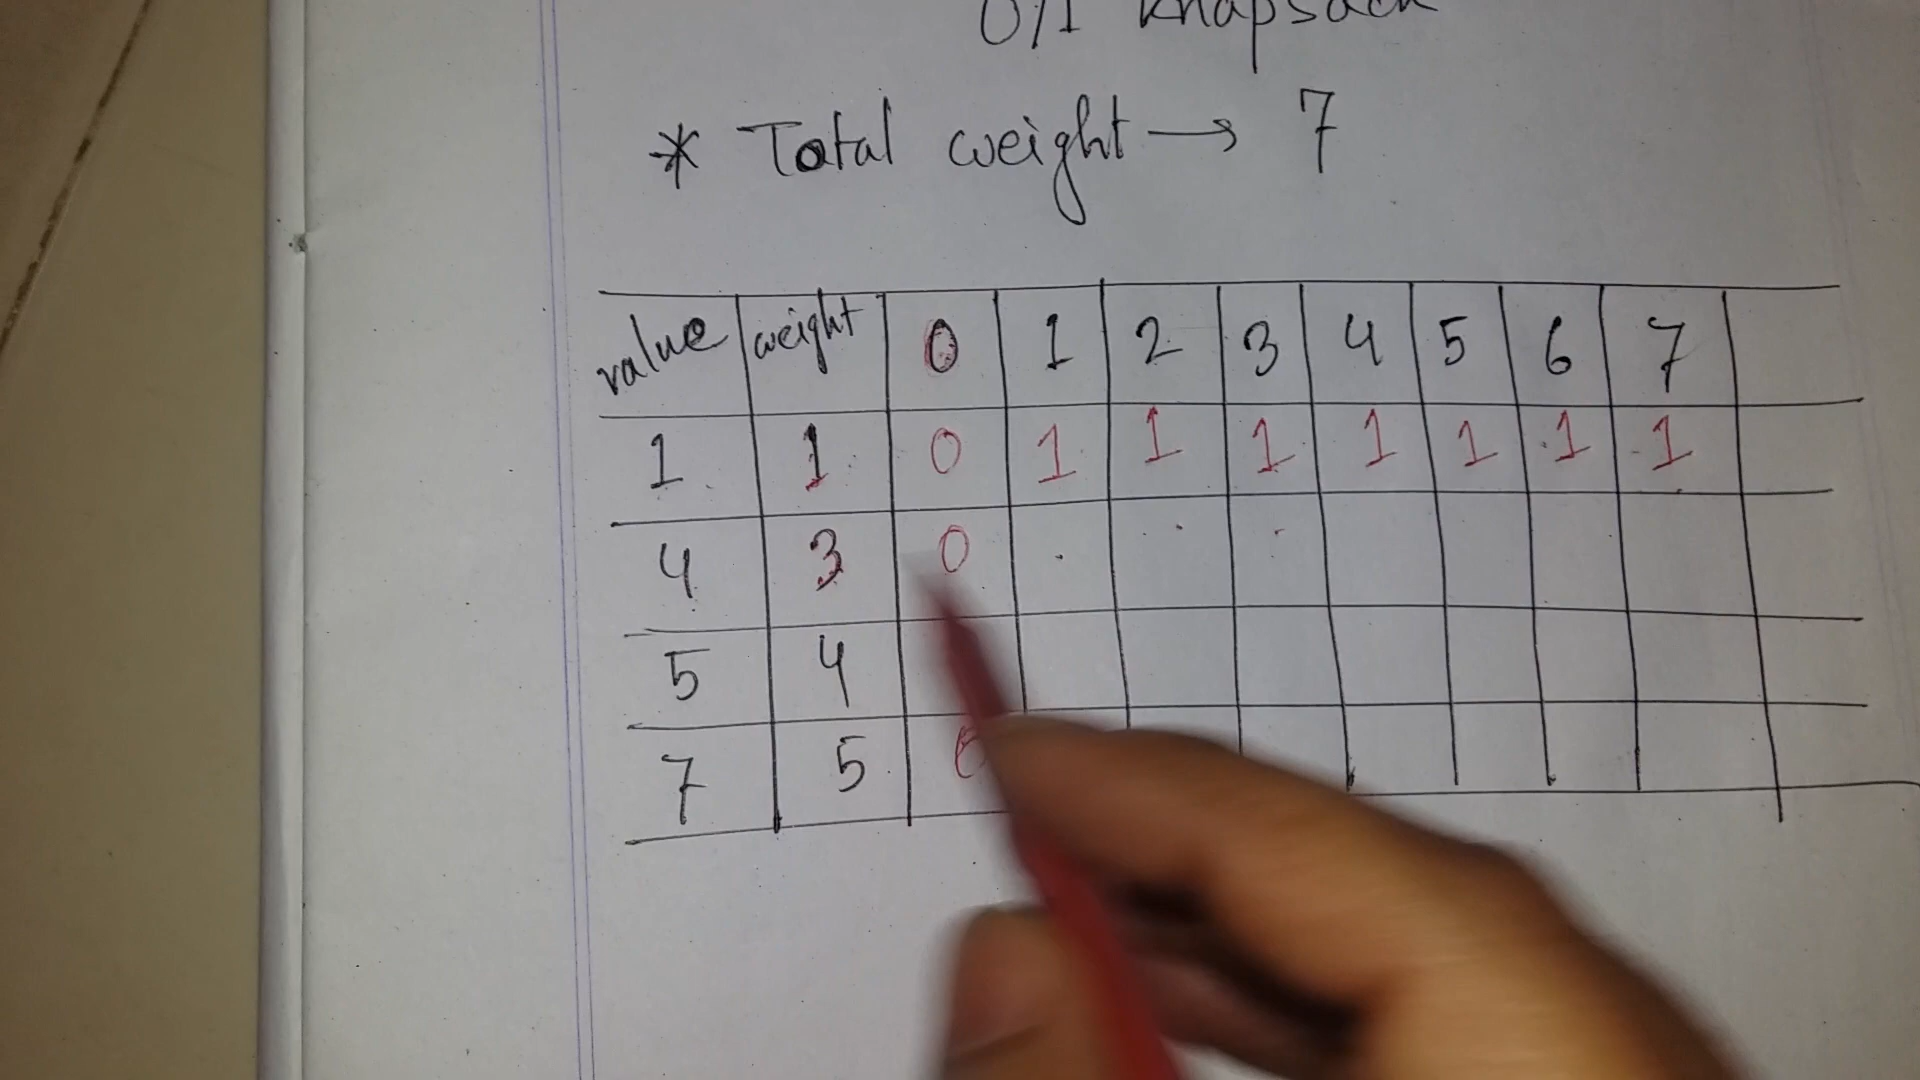 0/1 Knapsack
* Total weight → 7
value weight 0 1 2 3 4 5 6 7
1 1 0 1 1 1 1 1 1 1
4 3 0
5 4
7 5